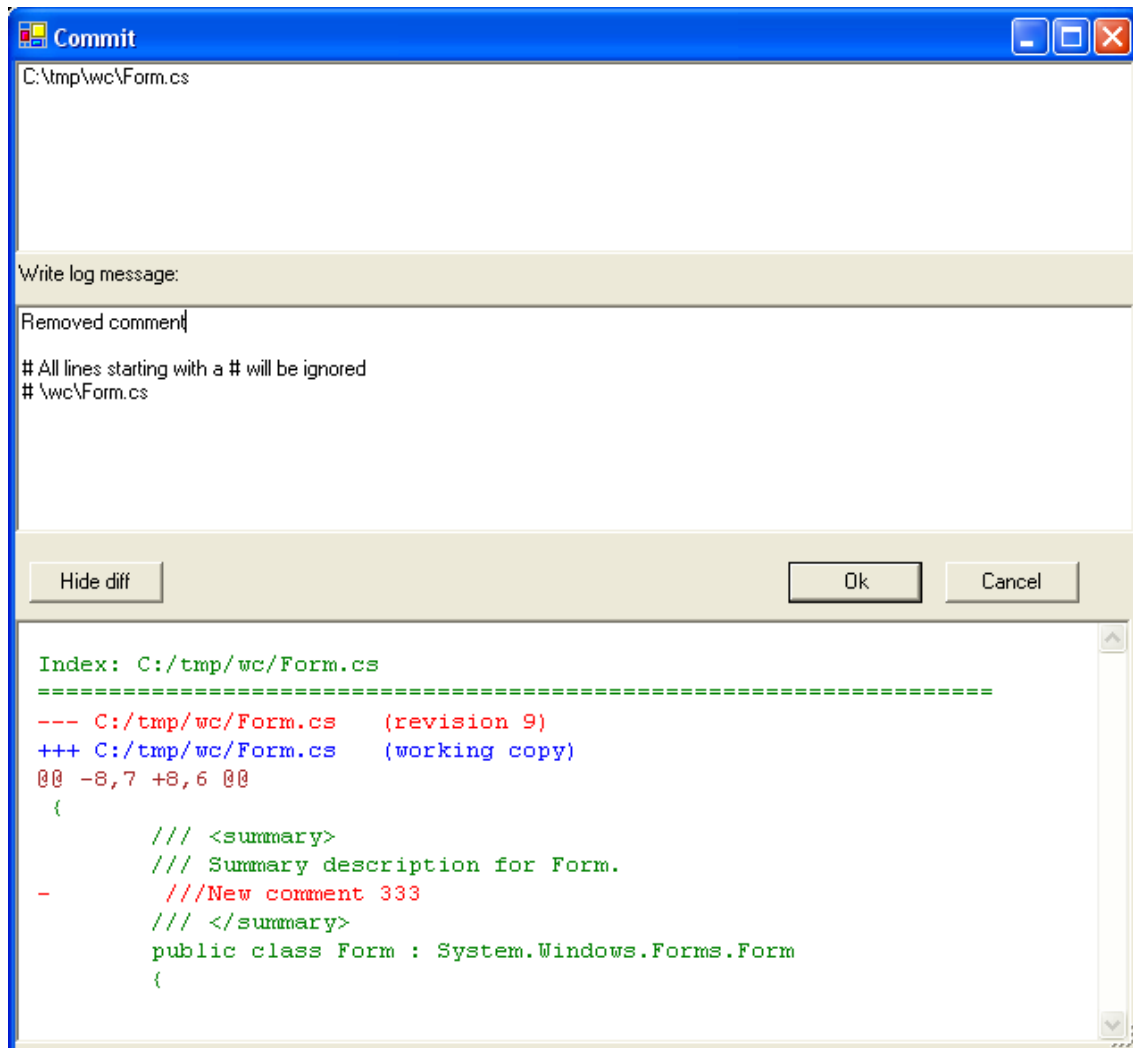 Commit
C:\tmp\wc\Form.cs
Write log message:
Removed comment
# All lines starting with a # will be ignored
# \wc\Form.cs
Hide diff Ok Cancel
Index: C:/tmp/wc/Form.cs
===================================================================
--- C:/tmp/wc/Form.cs (revision 9)
+++ C:/tmp/wc/Form.cs (working copy)
@@ -8,7 +8,6 @@
{
/// <summary>
/// Summary description for Form.
- ///New comment 333
/// </summary>
public class Form : System.Windows.Forms.Form
{